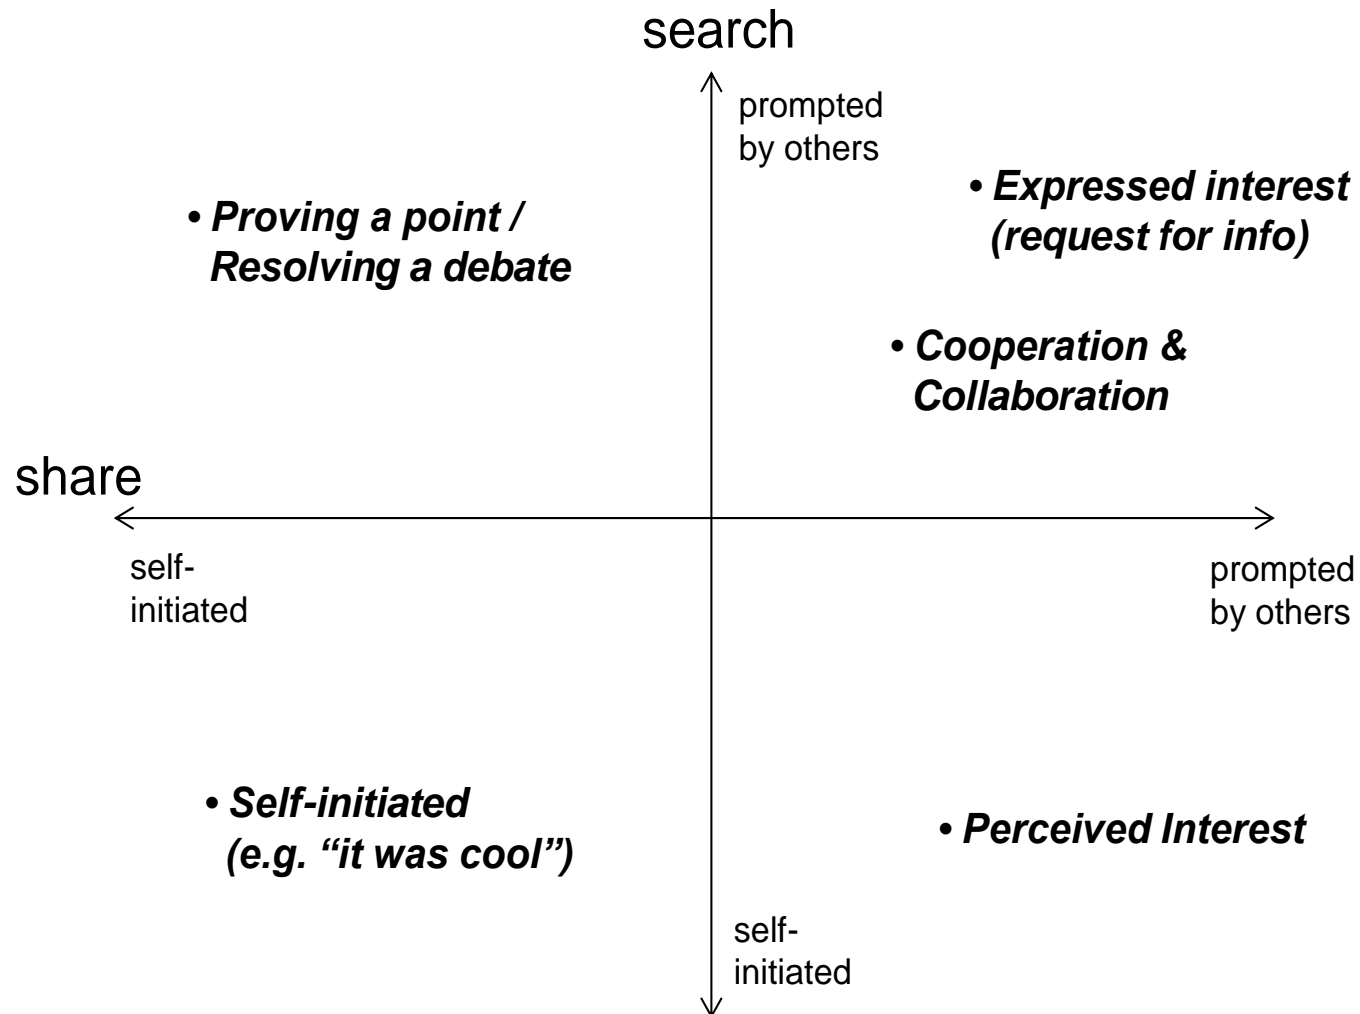 search
prompted
by others
• Expressed interest
(request for info)
• Proving a point /
Resolving a debate
• Cooperation &
Collaboration
share
self-
initiated
prompted
by others
• Self-initiated
(e.g. “it was cool”)
• Perceived Interest
self-
initiated